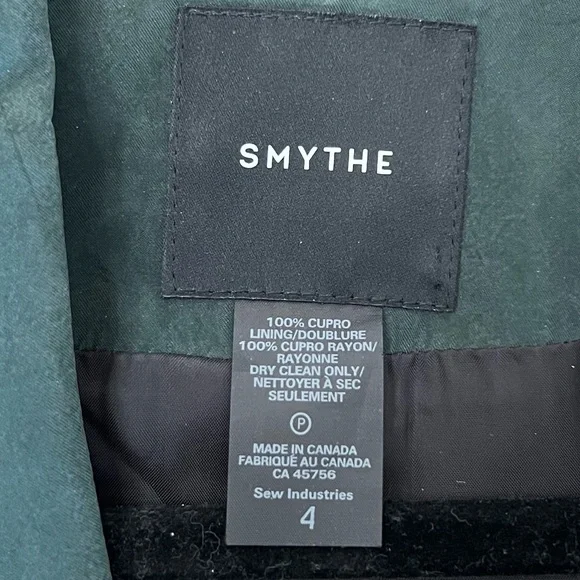 SMYTHE
100% CUPRO
LINING/DOUBLURE
100% CUPRO RAYON/
RAYONNE
DRY CLEAN ONLY/
NETTOYER À SEC
SEULEMENT
P
MADE IN CANADA
FABRIQUÉ AU CANADA
CA 45756
Sew Industries
4